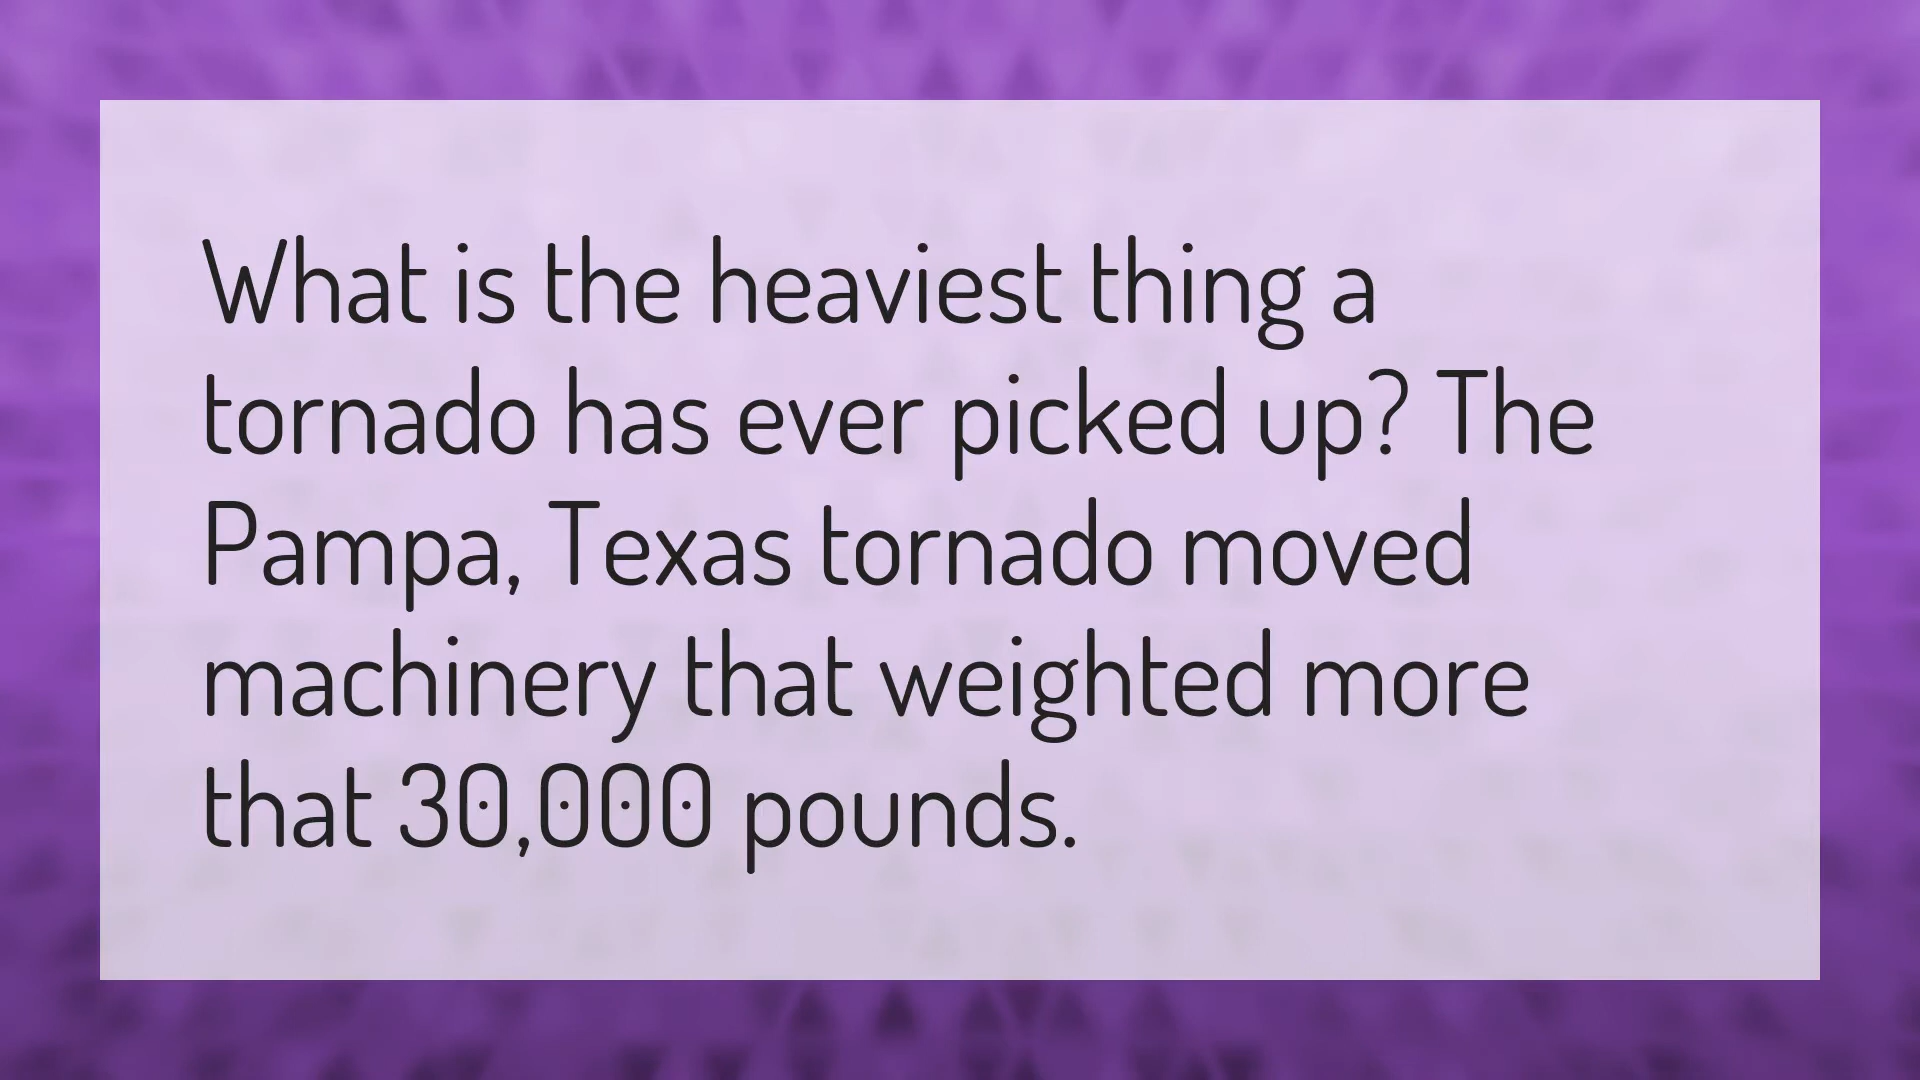 What is the heaviest thing a
tornado has ever picked up? The
Pampa, Texas tornado moved
machinery that weighted more
that 30,000 pounds.